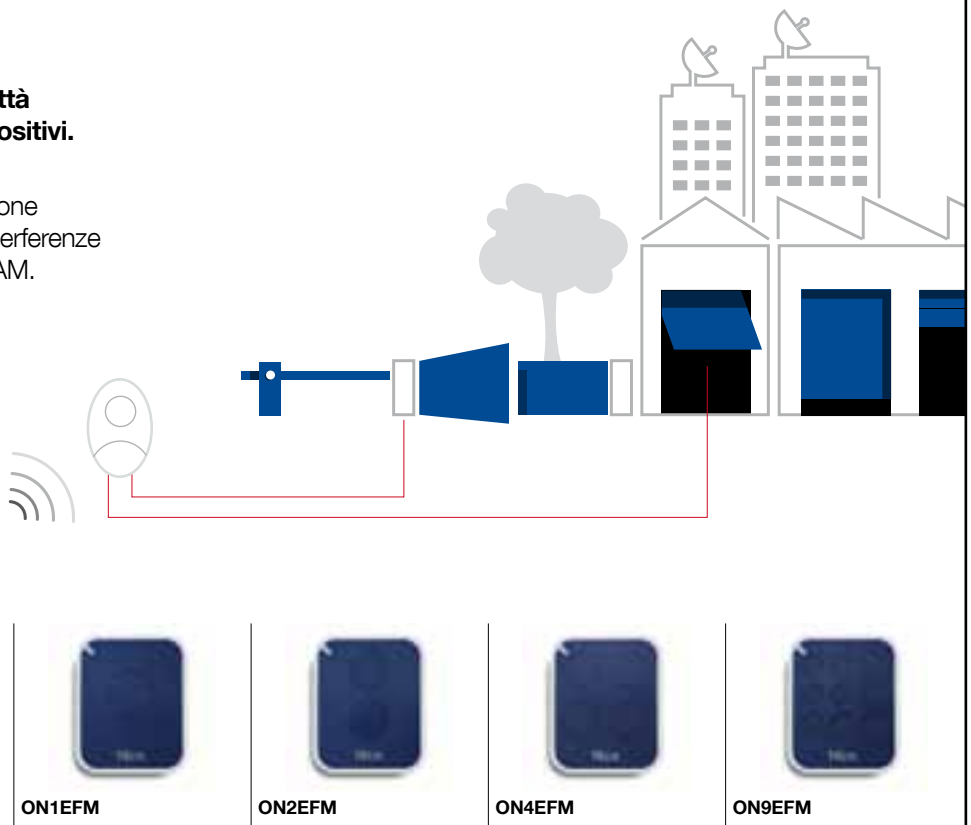 ttà
ositivi.
one
erferenze
AM.
ON1EFM
ON2EFM
ON4EFM
ON9EFM